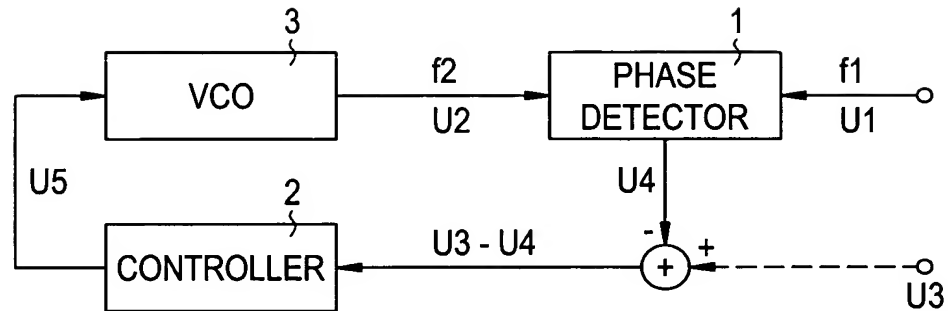 3
1
VCO
f2
U2
PHASE
DETECTOR
f1
U1
U5
U4
2
CONTROLLER
U3 - U4
-
+
+
U3